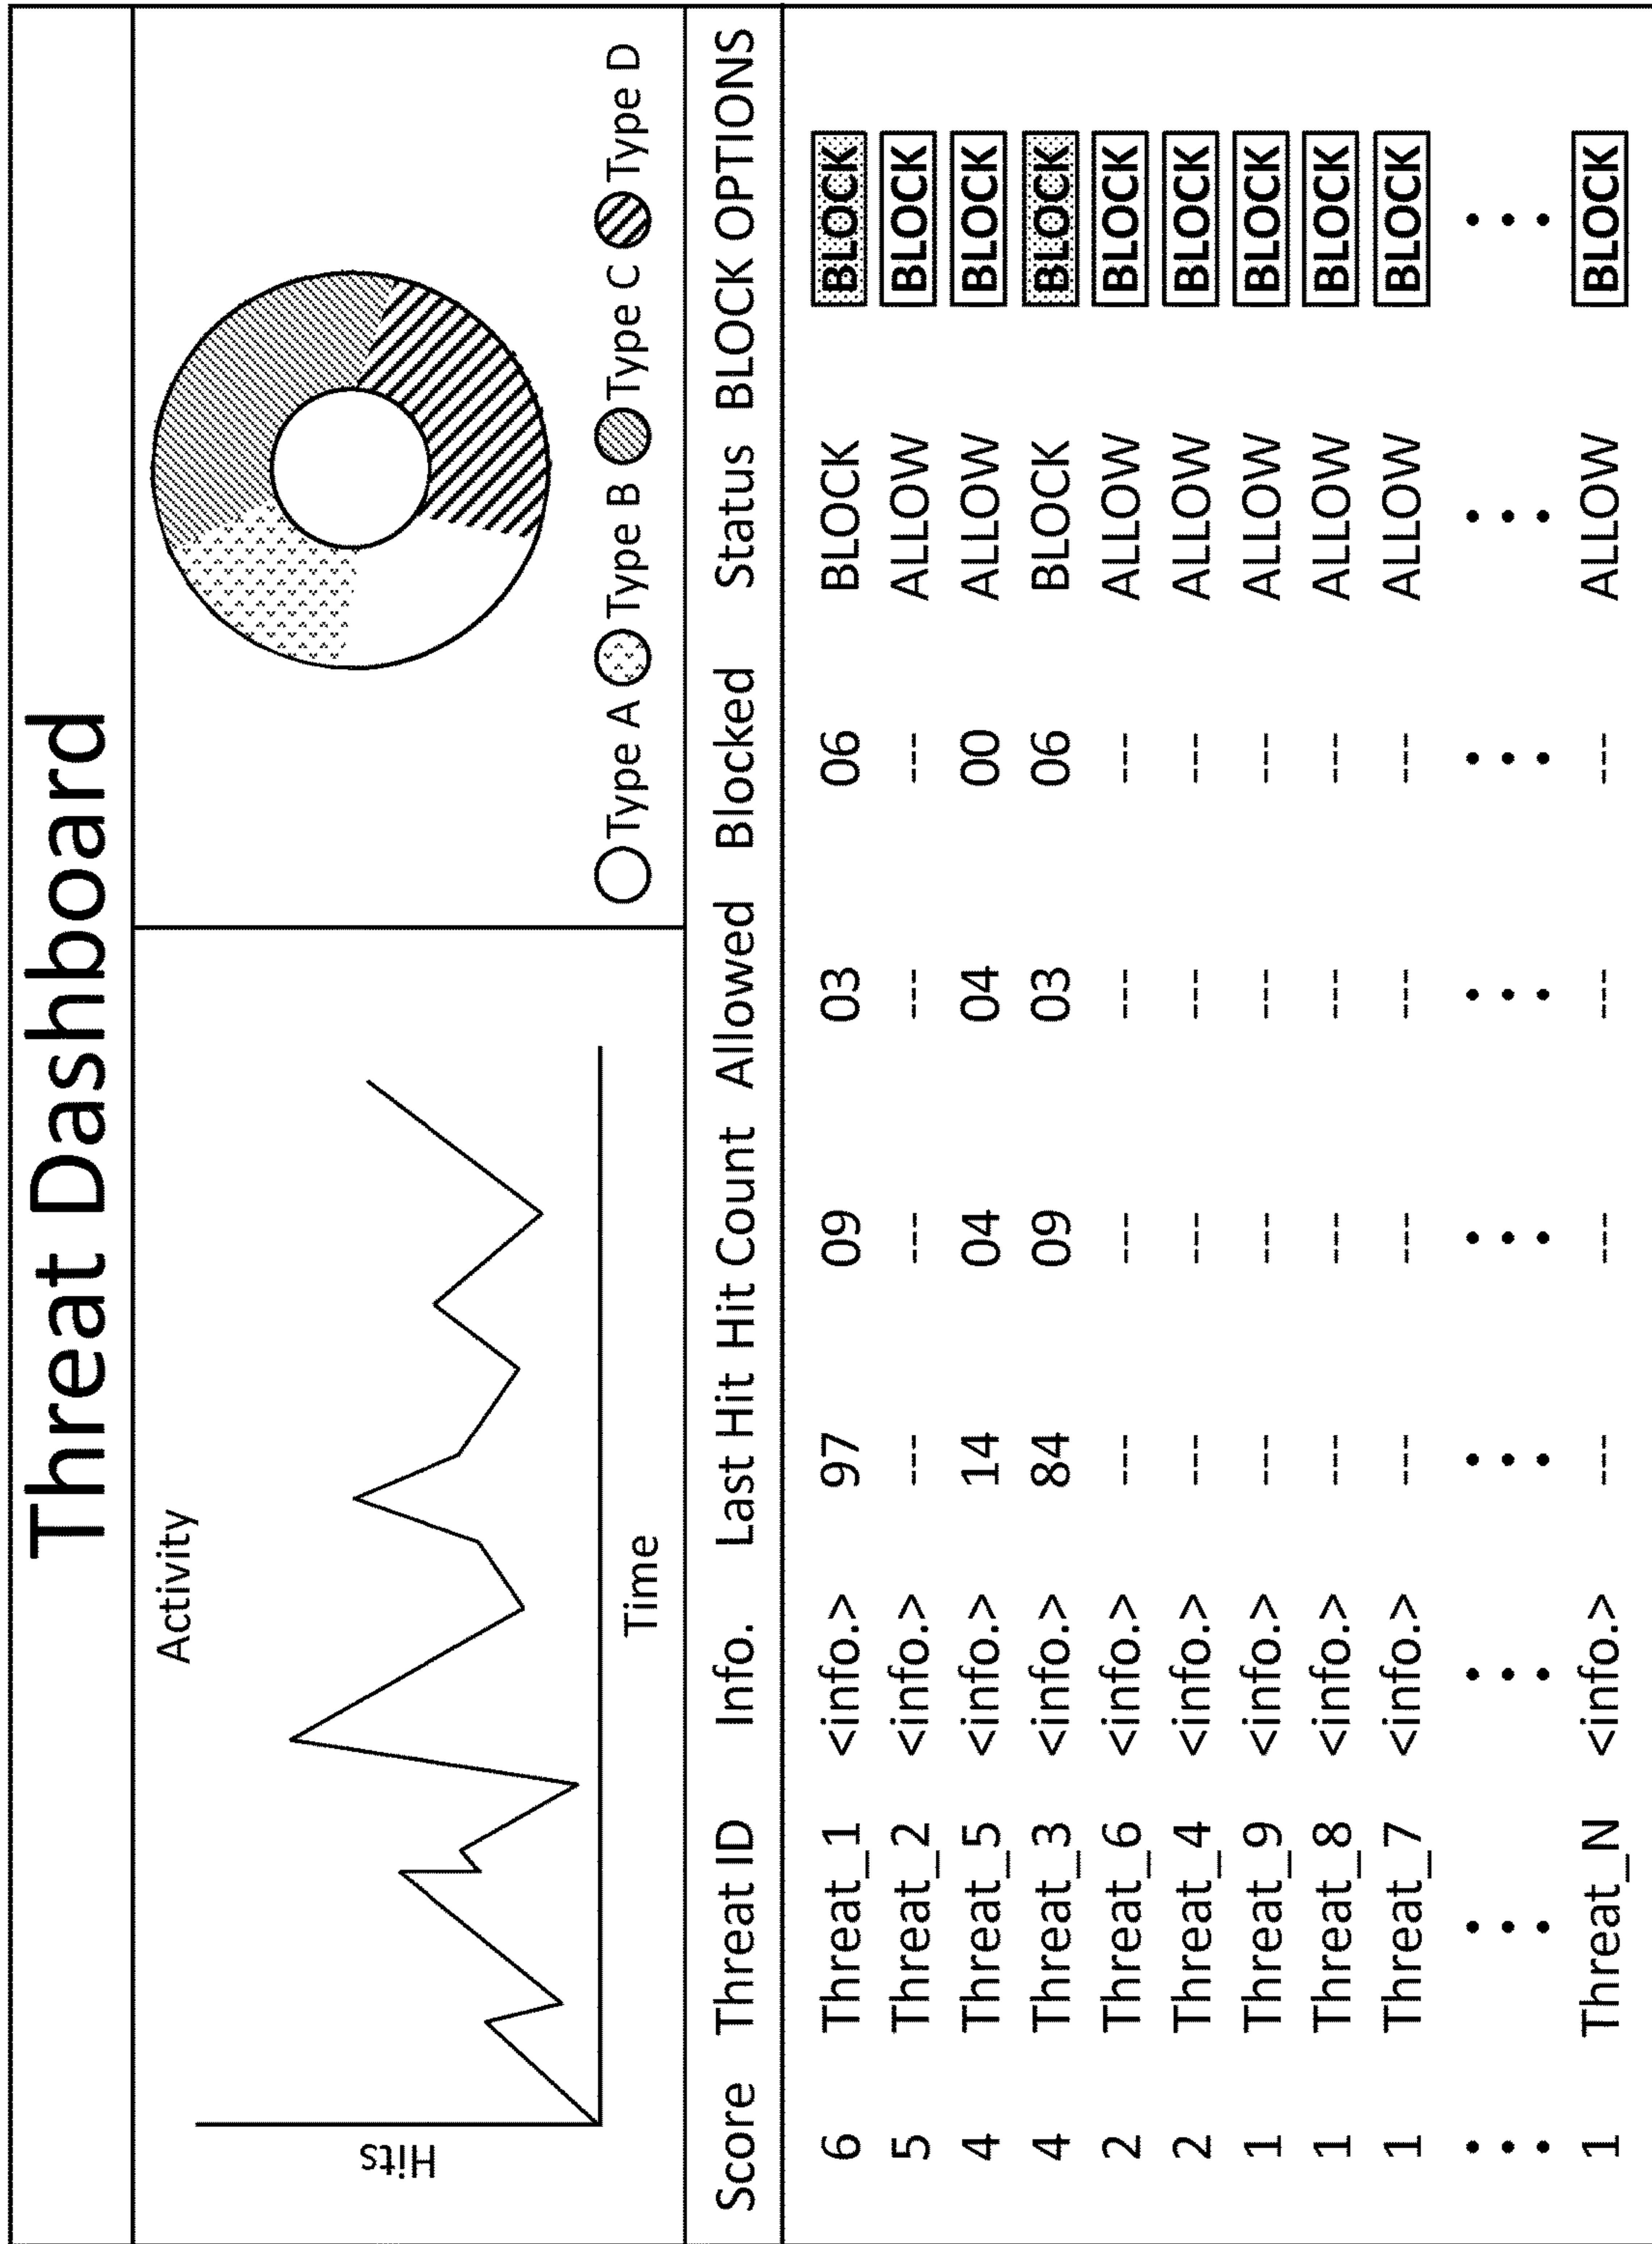 Threat Dashboard
Activity
Hits
Time
Type A Type B Type C Type D
Score Threat ID Info. Last Hit Hit Count Allowed Blocked Status BLOCK OPTIONS
6 Threat_1 <info.> 97 09 03 06 BLOCK BLOCK
5 Threat_2 <info.> --- --- --- --- ALLOW BLOCK
4 Threat_5 <info.> 14 04 04 00 ALLOW BLOCK
4 Threat_3 <info.> 84 09 03 06 BLOCK BLOCK
2 Threat_6 <info.> --- --- --- --- ALLOW BLOCK
2 Threat_4 <info.> --- --- --- --- ALLOW BLOCK
1 Threat_9 <info.> --- --- --- --- ALLOW BLOCK
1 Threat_8 <info.> --- --- --- --- ALLOW BLOCK
1 Threat_7 <info.> --- --- --- --- ALLOW BLOCK
... ... ... ... ... ... ... ... ...
1 Threat_N <info.> --- --- --- --- ALLOW BLOCK